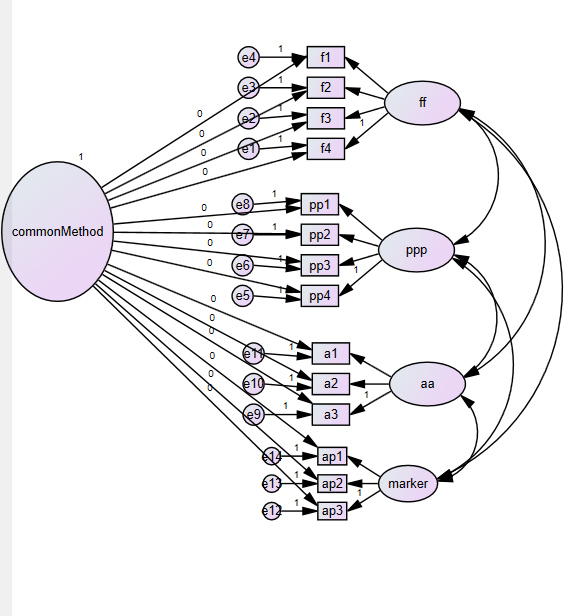 e4 1 f1
e3 1 f2
ff
e2 1 f3
1
e1 1 f4
0
0
0
0
1
commonMethod
e8 1 pp1
0
e7 1 pp2
0
ppp
e6 1 pp3
0
1
e5 1 pp4
0
e11 1 a1
0
e10 1 a2
0
aa
1
e9 1 a3
0
e14 1 ap1
0
e13 1 ap2
0
marker
1
e12 1 ap3
0